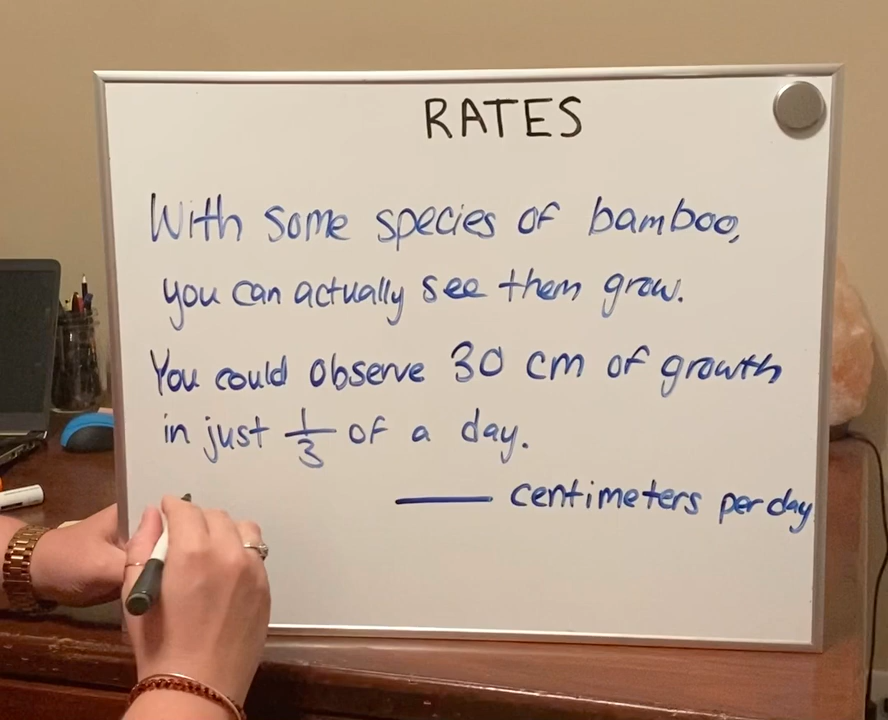 RATES
With some species of bamboo,
you can actually see them grow.
You could observe 30 cm of growth
in just 1/3 of a day.
____ centimeters per day